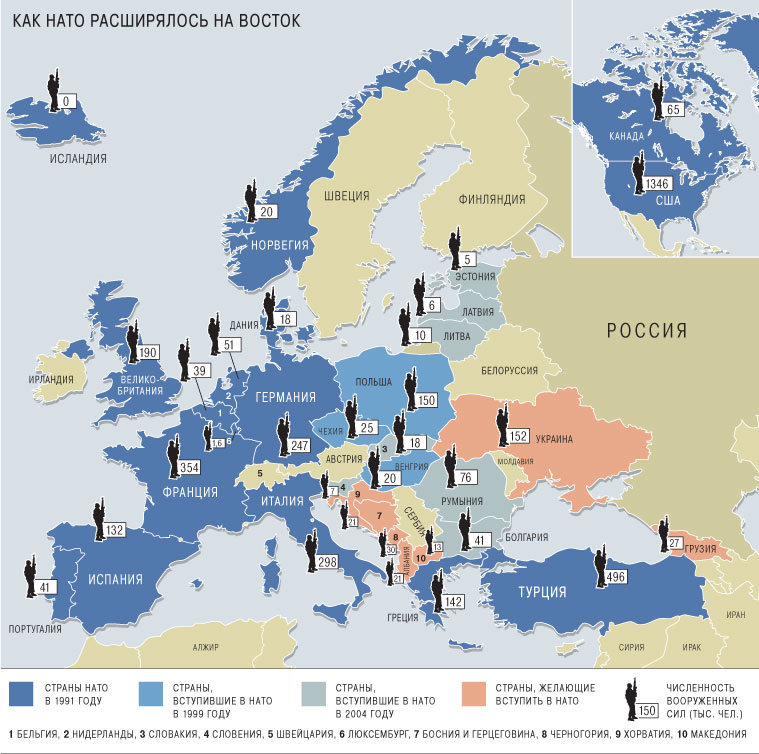 КАК НАТО РАСШИРЯЛОСЬ НА ВОСТОК
0
ИСЛАНДИЯ
65
КАНАДА
1346
США
20
НОРВЕГИЯ
ШВЕЦИЯ
ФИНЛЯНДИЯ
5
ЭСТОНИЯ
6
ЛАТВИЯ
10
ЛИТВА
РОССИЯ
18
ДАНИЯ
51
39
190
ИРЛАНДИЯ
ВЕЛИКО-
БРИТАНИЯ
2
1
1,6
6
ГЕРМАНИЯ
247
ПОЛЬША
150
БЕЛОРУССИЯ
ЧЕХИЯ
25
18
3
152
УКРАИНА
МОЛДАВИЯ
354
ФРАНЦИЯ
5
АВСТРИЯ
20
ВЕНГРИЯ
76
РУМЫНИЯ
7
4
9
21
7
СЕРБИЯ
ИТАЛИЯ
298
8
30
АЛБАНИЯ
21
13
10
41
БОЛГАРИЯ
27
ГРУЗИЯ
132
ИСПАНИЯ
41
ПОРТУГАЛИЯ
142
ГРЕЦИЯ
496
ТУРЦИЯ
АЛЖИР
СИРИЯ
ИРАК
ИРАН
СТРАНЫ НАТО
В 1991 ГОДУ
СТРАНЫ,
ВСТУПИВШИЕ В НАТО
В 1999 ГОДУ
СТРАНЫ,
ВСТУПИВШИЕ В НАТО
В 2004 ГОДУ
СТРАНЫ, ЖЕЛАЮЩИЕ
ВСТУПИТЬ В НАТО
150
ЧИСЛЕННОСТЬ
ВООРУЖЕННЫХ
СИЛ (ТЫС. ЧЕЛ.)
1 БЕЛЬГИЯ, 2 НИДЕРЛАНДЫ, 3 СЛОВАКИЯ, 4 СЛОВЕНИЯ, 5 ШВЕЙЦАРИЯ, 6 ЛЮКСЕМБУРГ, 7 БОСНИЯ И ГЕРЦЕГОВИНА, 8 ЧЕРНОГОРИЯ, 9 ХОРВАТИЯ, 10 МАКЕДОНИЯ